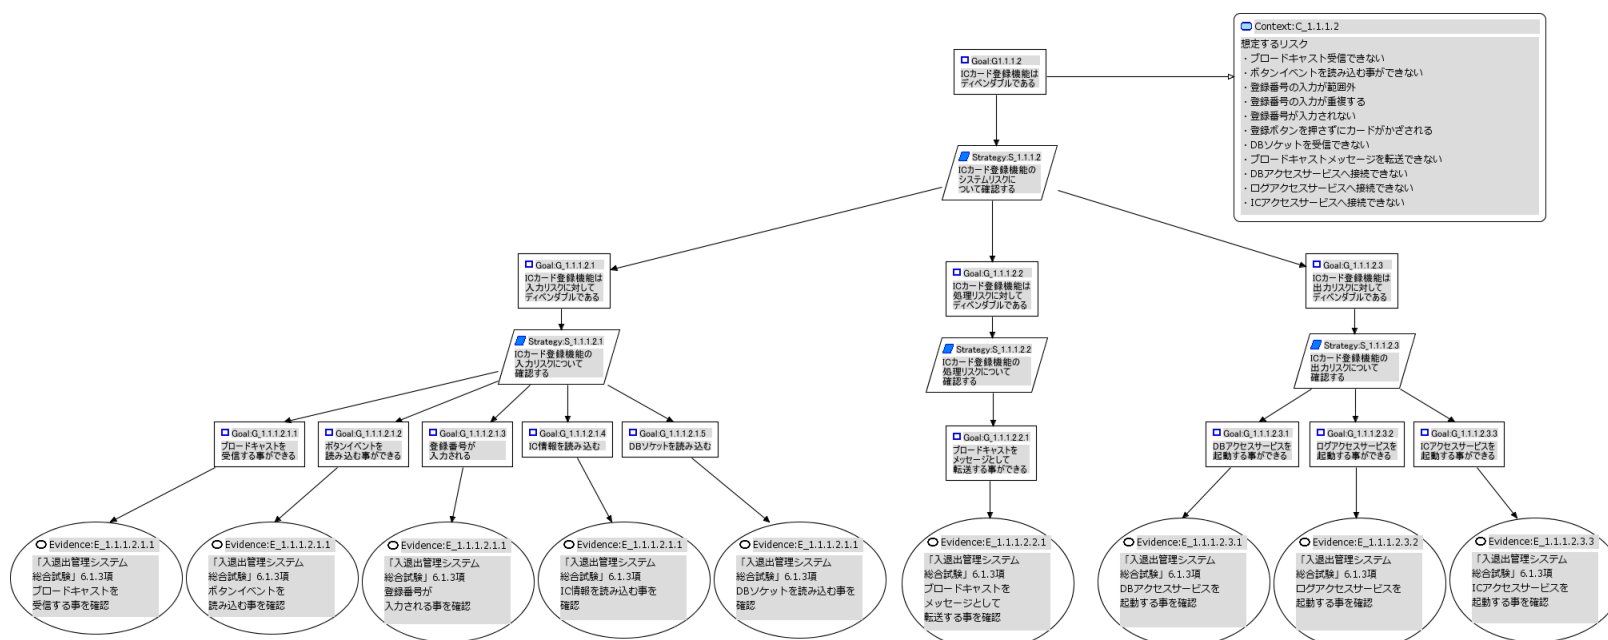 Goal:G1.1.1.2
ICカード登録機能は
ディペンダブルである
Context:C_1.1.1.2
想定するリスク
・ブロードキャスト受信できない
・ボタンイベントを読み込む事ができない
・登録番号の入力が範囲外
・登録番号の入力が重複する
・登録番号が入力されない
・登録ボタンを押さずにカードがかざされる
・DBソケットを受信できない
・ブロードキャストメッセージを転送できない
・DBアクセスサービスへ接続できない
・ログアクセスサービスへ接続できない
・ICアクセスサービスへ接続できない
Strategy:S_1.1.1.2
ICカード登録機能の
システムリスクに
ついて確認する
Goal:G_1.1.1.2.1
ICカード登録機能は
入力リスクに対して
ディペンダブルである
Goal:G_1.1.1.2.2
ICカード登録機能は
処理リスクに対して
ディペンダブルである
Goal:G_1.1.1.2.3
ICカード登録機能は
出力リスクに対して
ディペンダブルである
Strategy:S_1.1.1.2.1
ICカード登録機能の
入力リスクについて
確認する
Strategy:S_1.1.1.2.2
ICカード登録機能の
処理リスクについて
確認する
Strategy:S_1.1.1.2.3
ICカード登録機能の
出力リスクについて
確認する
Goal:G_1.1.1.2.1.1
ブロードキャストを
受信する事ができる
Goal:G_1.1.1.2.1.2
ボタンイベントを
読み込む事ができる
Goal:G_1.1.1.2.1.3
登録番号が
入力される
Goal:G_1.1.1.2.1.4
IC情報を読み込む
Goal:G_1.1.1.2.1.5
DBソケットを読み込む
Goal:G_1.1.1.2.2.1
ブロードキャストを
メッセージとして
転送する事ができる
Goal:G_1.1.1.2.3.1
DBアクセスサービスを
起動する事ができる
Goal:G_1.1.1.2.3.2
ログアクセスサービスを
起動する事ができる
Goal:G_1.1.1.2.3.3
ICアクセスサービスを
起動する事ができる
Evidence:E_1.1.1.2.1.1
「入退出管理システム
総合試験」6.1.3項
ブロードキャストを
受信する事を確認
Evidence:E_1.1.1.2.1.1
「入退出管理システム
総合試験」6.1.3項
ボタンイベントを
読み込む事を確認
Evidence:E_1.1.1.2.1.1
「入退出管理システム
総合試験」6.1.3項
登録番号が
入力される事を確認
Evidence:E_1.1.1.2.1.1
「入退出管理システム
総合試験」6.1.3項
IC情報を読み込む事を
確認
Evidence:E_1.1.1.2.1.1
「入退出管理システム
総合試験」6.1.3項
DBソケットを読み込む事を
確認
Evidence:E_1.1.1.2.2.1
「入退出管理システム
総合試験」6.1.3項
ブロードキャストを
メッセージとして
転送する事を確認
Evidence:E_1.1.1.2.3.1
「入退出管理システム
総合試験」6.1.3項
DBアクセスサービスを
起動する事を確認
Evidence:E_1.1.1.2.3.2
「入退出管理システム
総合試験」6.1.3項
ログアクセスサービスを
起動する事を確認
Evidence:E_1.1.1.2.3.3
「入退出管理システム
総合試験」6.1.3項
ICアクセスサービスを
起動する事を確認